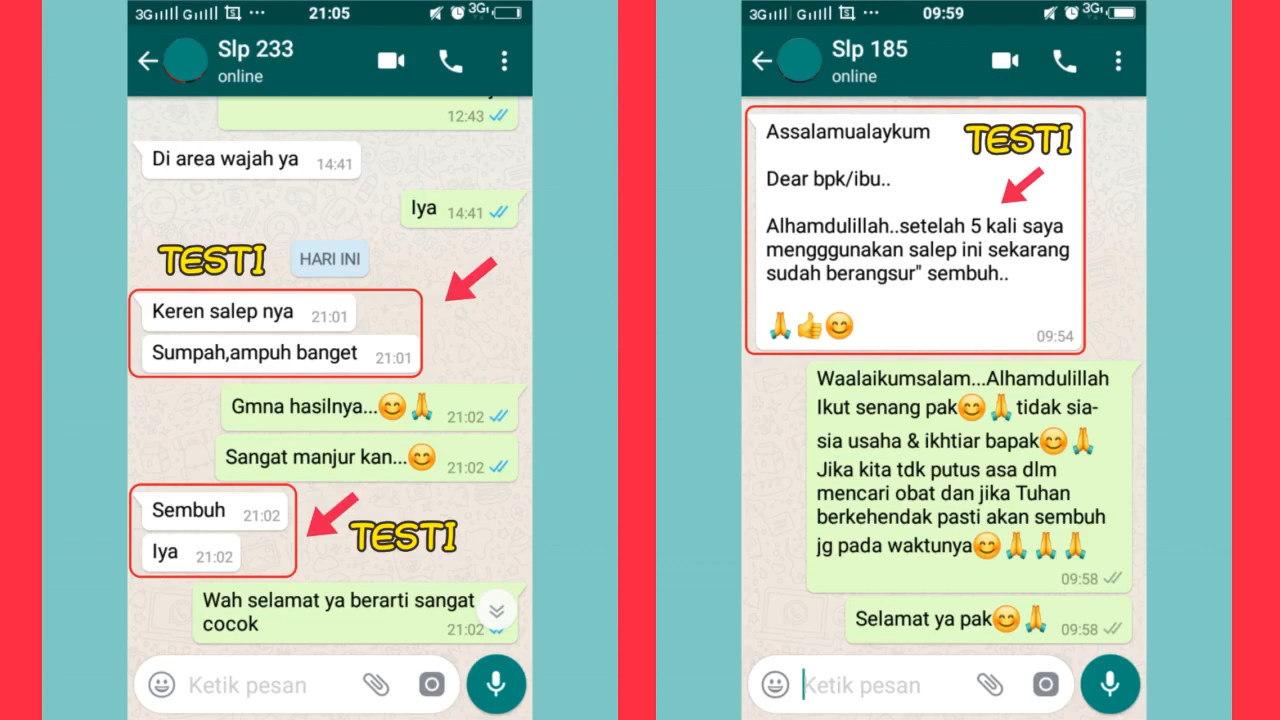 3G G 21:05 3G
Slp 233
online
12:43
Di area wajah ya 14:41
Iya 14:41
TESTI HARI INI
Keren salep nya 21:01
Sumpah,ampuh banget 21:01
Gmna hasilnya...😊🙏 21:02
Sangat manjur kan...😊 21:02
Sembuh 21:02
TESTI
Iya 21:02
Wah selamat ya berarti sangat
cocok 21:02
Ketik pesan
3G G 09:59 3G
Slp 185
online
Assalamualaykum TESTI
Dear bpk/ibu..
Alhamdulillah..setelah 5 kali saya
mengggunakan salep ini sekarang
sudah berangsur" sembuh..
🙏👍😊 09:54
Waalaikumsalam...Alhamdulillah
Ikut senang pak😊🙏tidak sia-
sia usaha & ikhtiar bapak😊🙏
Jika kita tdk putus asa dlm
mencari obat dan jika Tuhan
berkehendak pasti akan sembuh
jg pada waktunya😊🙏🙏🙏
09:58
Selamat ya pak😊🙏 09:58
Ketik pesan